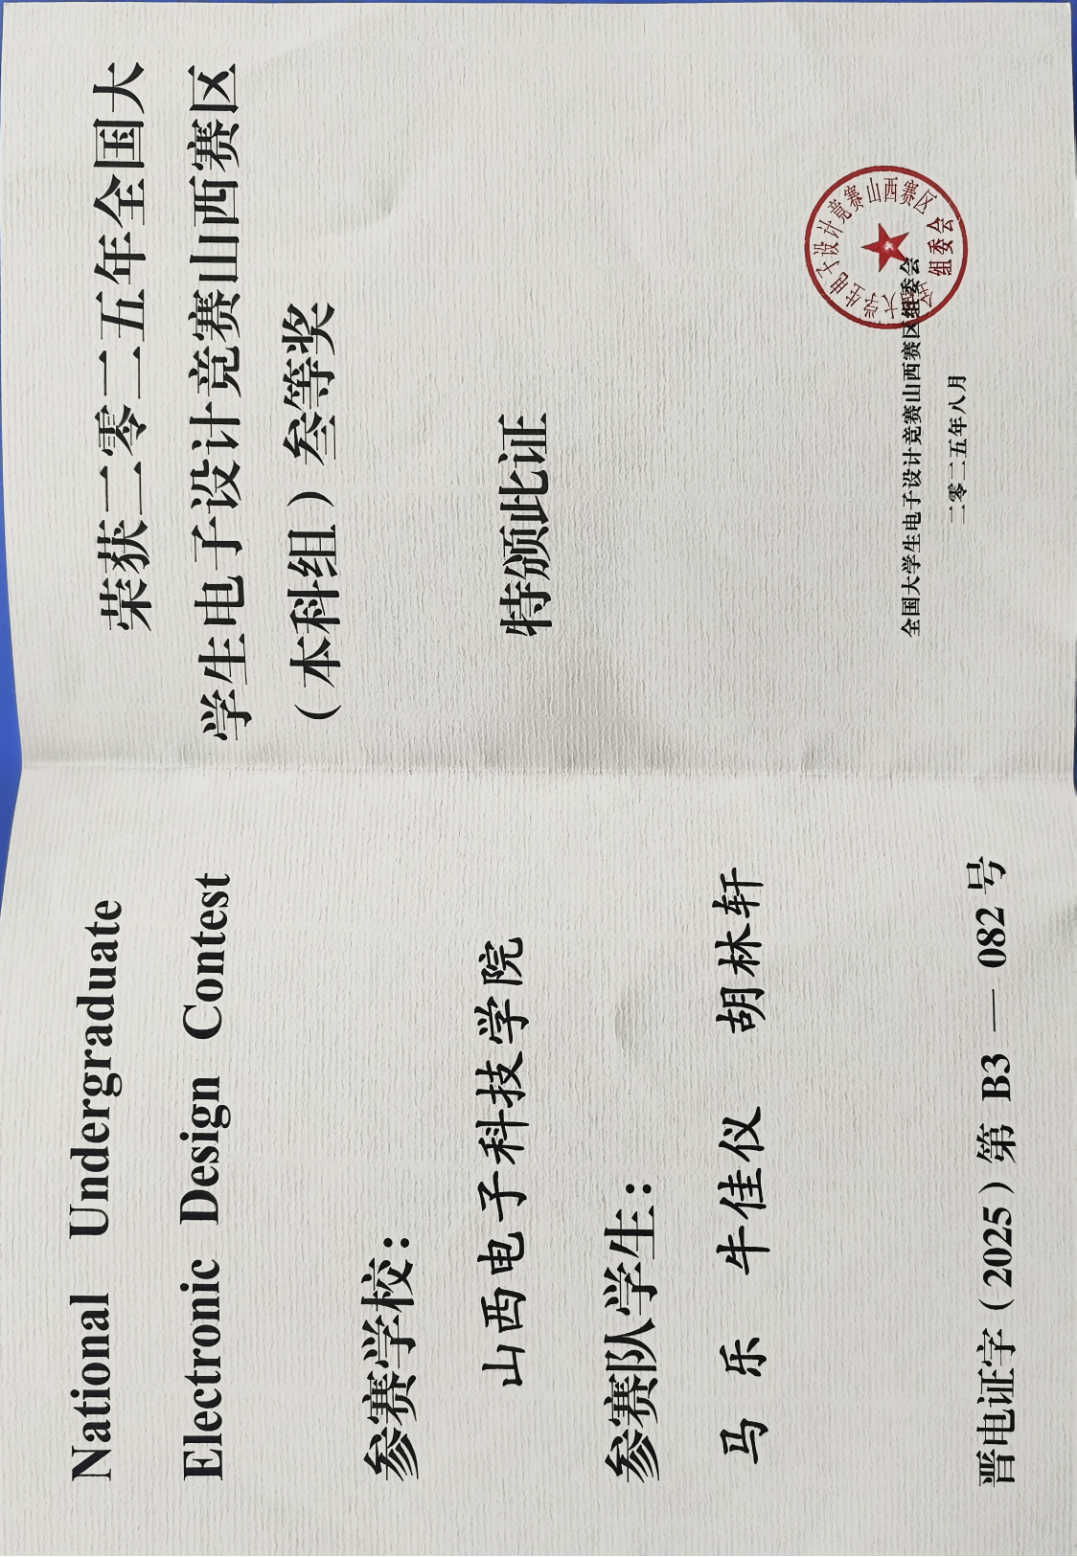 National Undergraduate
Electronic Design Contest
参赛学校：
山西电子科技学院
参赛队学生：
马 乐 牛佳仪 胡林轩
晋电证字（2025）第 B3 — 082 号
荣获二零二五年全国大
学生电子设计竞赛山西赛区
（本科组）叁等奖
特颁此证
全国大学生电子设计竞赛山西赛区组委会
二零二五年八月
全国大学生电子设计竞赛山西赛区
组委会